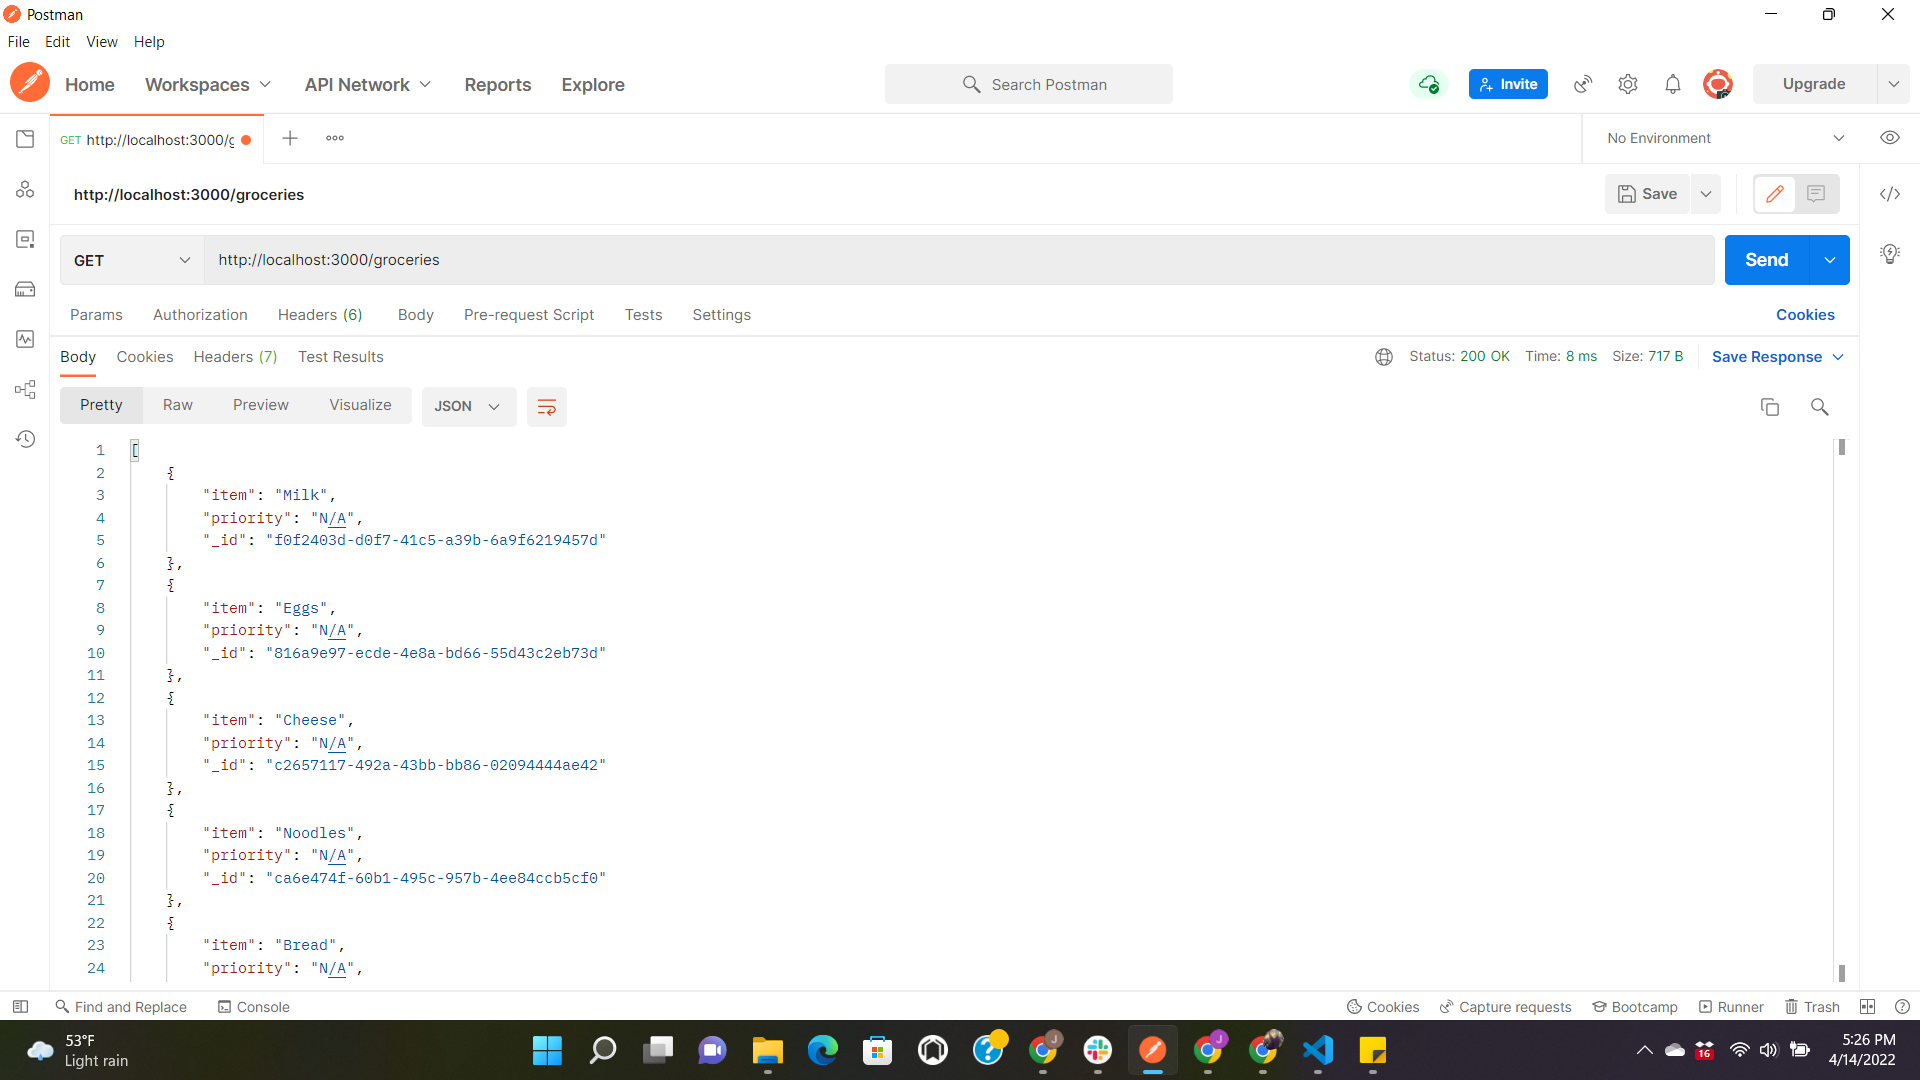 Postman
File Edit View Help
Home Workspaces API Network Reports Explore Search Postman Invite Upgrade
GET http://localhost:3000/g No Environment
http://localhost:3000/groceries Save
GET http://localhost:3000/groceries Send
Params Authorization Headers (6) Body Pre-request Script Tests Settings Cookies
Body Cookies Headers (7) Test Results Status: 200 OK Time: 8 ms Size: 717 B Save Response
Pretty Raw Preview Visualize JSON
1 [
2 {
3 "item": "Milk",
4 "priority": "N/A",
5 "_id": "f0f2403d-d0f7-41c5-a39b-6a9f6219457d"
6 },
7 {
8 "item": "Eggs",
9 "priority": "N/A",
10 "_id": "816a9e97-ecde-4e8a-bd66-55d43c2eb73d"
11 },
12 {
13 "item": "Cheese",
14 "priority": "N/A",
15 "_id": "c2657117-492a-43bb-bb86-02094444ae42"
16 },
17 {
18 "item": "Noodles",
19 "priority": "N/A",
20 "_id": "ca6e474f-60b1-495c-957b-4ee84ccb5cf0"
21 },
22 {
23 "item": "Bread",
24 "priority": "N/A",
Find and Replace Console Cookies Capture requests Bootcamp Runner Trash
53°F
Light rain
J
J
16
5:26 PM
4/14/2022